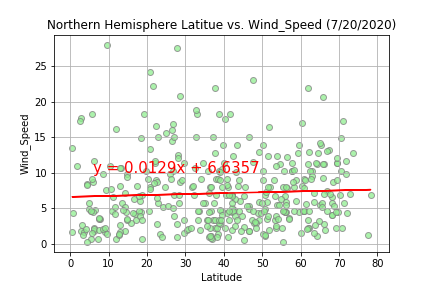 Northern Hemisphere Latitue vs. Wind_Speed (7/20/2020)
25
20
15
10
5
0
Wind_Speed
y = 0.0129x + 6.6357
0 10 20 30 40 50 60 70 80
Latitude